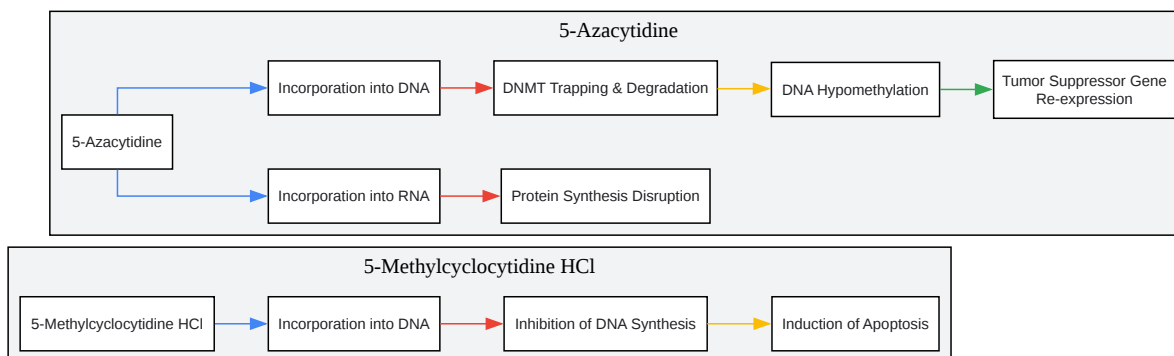 5-Azacytidine
Incorporation into DNA
DNMT Trapping & Degradation
DNA Hypomethylation
Tumor Suppressor Gene
Re-expression
5-Azacytidine
Incorporation into RNA
Protein Synthesis Disruption
5-Methylcyclocytidine HCl
5-Methylcyclocytidine HCl
Incorporation into DNA
Inhibition of DNA Synthesis
Induction of Apoptosis